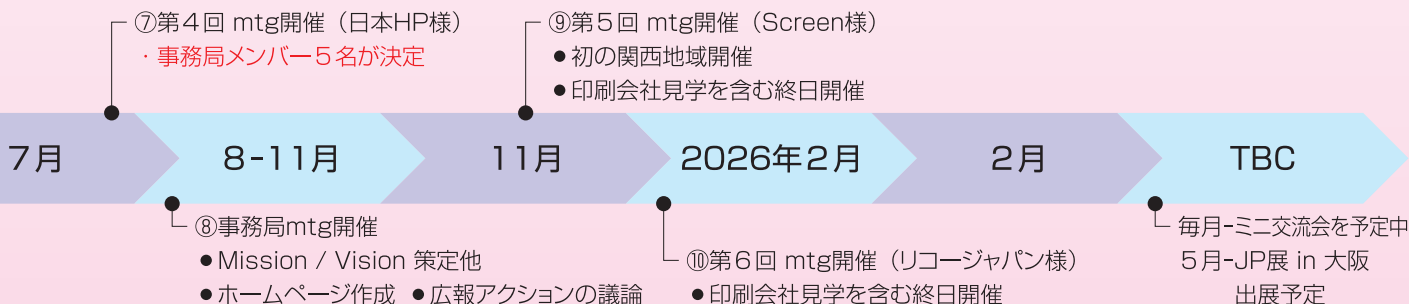 ⑦第4回 mtg開催（日本HP様）
・事務局メンバー5名が決定
⑨第5回 mtg開催（Screen様）
●初の関西地域開催
●印刷会社見学を含む終日開催
7月
8-11月
11月
2026年2月
2月
TBC
⑧事務局mtg開催
●Mission / Vision 策定他
●ホームページ作成 ●広報アクションの議論
⑩第6回 mtg開催（リコージャパン様）
●印刷会社見学を含む終日開催
毎月-ミニ交流会を予定中
5月-JP展 in 大阪
出展予定